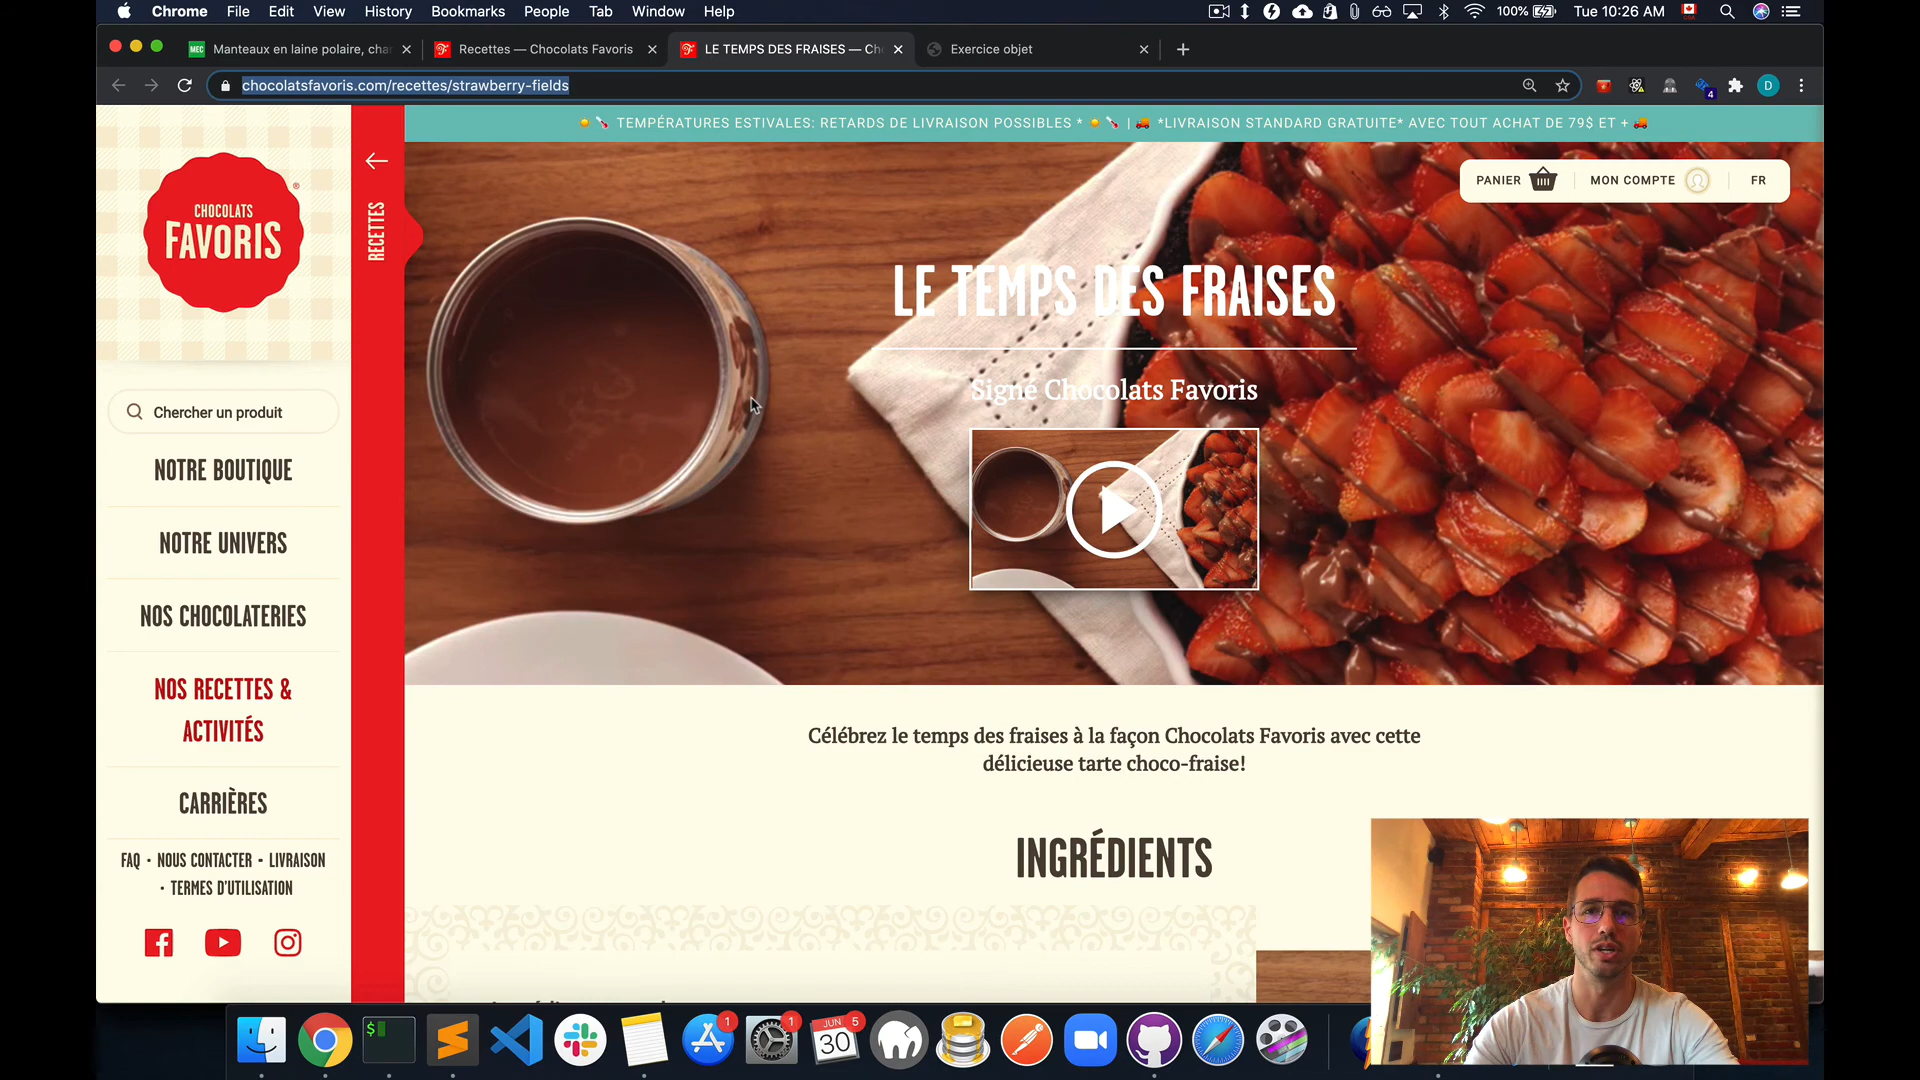 Chrome File Edit View History Bookmarks People Tab Window Help
100% Tue 10:26 AM
Manteaux en laine polaire, cha
Recettes — Chocolats Favoris
LE TEMPS DES FRAISES — Ch
Exercice objet
chocolatsfavoris.com/recettes/strawberry-fields
4
D
TEMPÉRATURES ESTIVALES: RETARDS DE LIVRAISON POSSIBLES * | *LIVRAISON STANDARD GRATUITE* AVEC TOUT ACHAT DE 79$ ET +
PANIER
MON COMPTE
FR
CHOCOLATS
FAVORIS
RECETTES
LE TEMPS DES FRAISES
Signé Chocolats Favoris
Chercher un produit
NOTRE BOUTIQUE
NOTRE UNIVERS
NOS CHOCOLATERIES
NOS RECETTES &
ACTIVITÉS
CARRIÈRES
FAQ · NOUS CONTACTER · LIVRAISON
· TERMES D'UTILISATION
Célébrez le temps des fraises à la façon Chocolats Favoris avec cette
délicieuse tarte choco-fraise!
INGRÉDIENTS
1
1
JUN
5
30